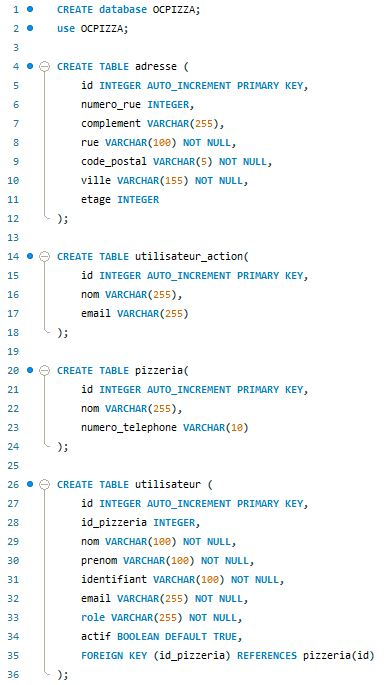 1 CREATE database OCPIZZA;
2 use OCPIZZA;
3
4 CREATE TABLE adresse (
5 id INTEGER AUTO_INCREMENT PRIMARY KEY,
6 numero_rue INTEGER,
7 complement VARCHAR(255),
8 rue VARCHAR(100) NOT NULL,
9 code_postal VARCHAR(5) NOT NULL,
10 ville VARCHAR(155) NOT NULL,
11 etage INTEGER
12 );
13
14 CREATE TABLE utilisateur_action(
15 id INTEGER AUTO_INCREMENT PRIMARY KEY,
16 nom VARCHAR(255),
17 email VARCHAR(255)
18 );
19
20 CREATE TABLE pizzeria(
21 id INTEGER AUTO_INCREMENT PRIMARY KEY,
22 nom VARCHAR(255),
23 numero_telephone VARCHAR(10)
24 );
25
26 CREATE TABLE utilisateur (
27 id INTEGER AUTO_INCREMENT PRIMARY KEY,
28 id_pizzeria INTEGER,
29 nom VARCHAR(100) NOT NULL,
30 prenom VARCHAR(100) NOT NULL,
31 identifiant VARCHAR(100) NOT NULL,
32 email VARCHAR(255) NOT NULL,
33 role VARCHAR(255) NOT NULL,
34 actif BOOLEAN DEFAULT TRUE,
35 FOREIGN KEY (id_pizzeria) REFERENCES pizzeria(id)
36 );